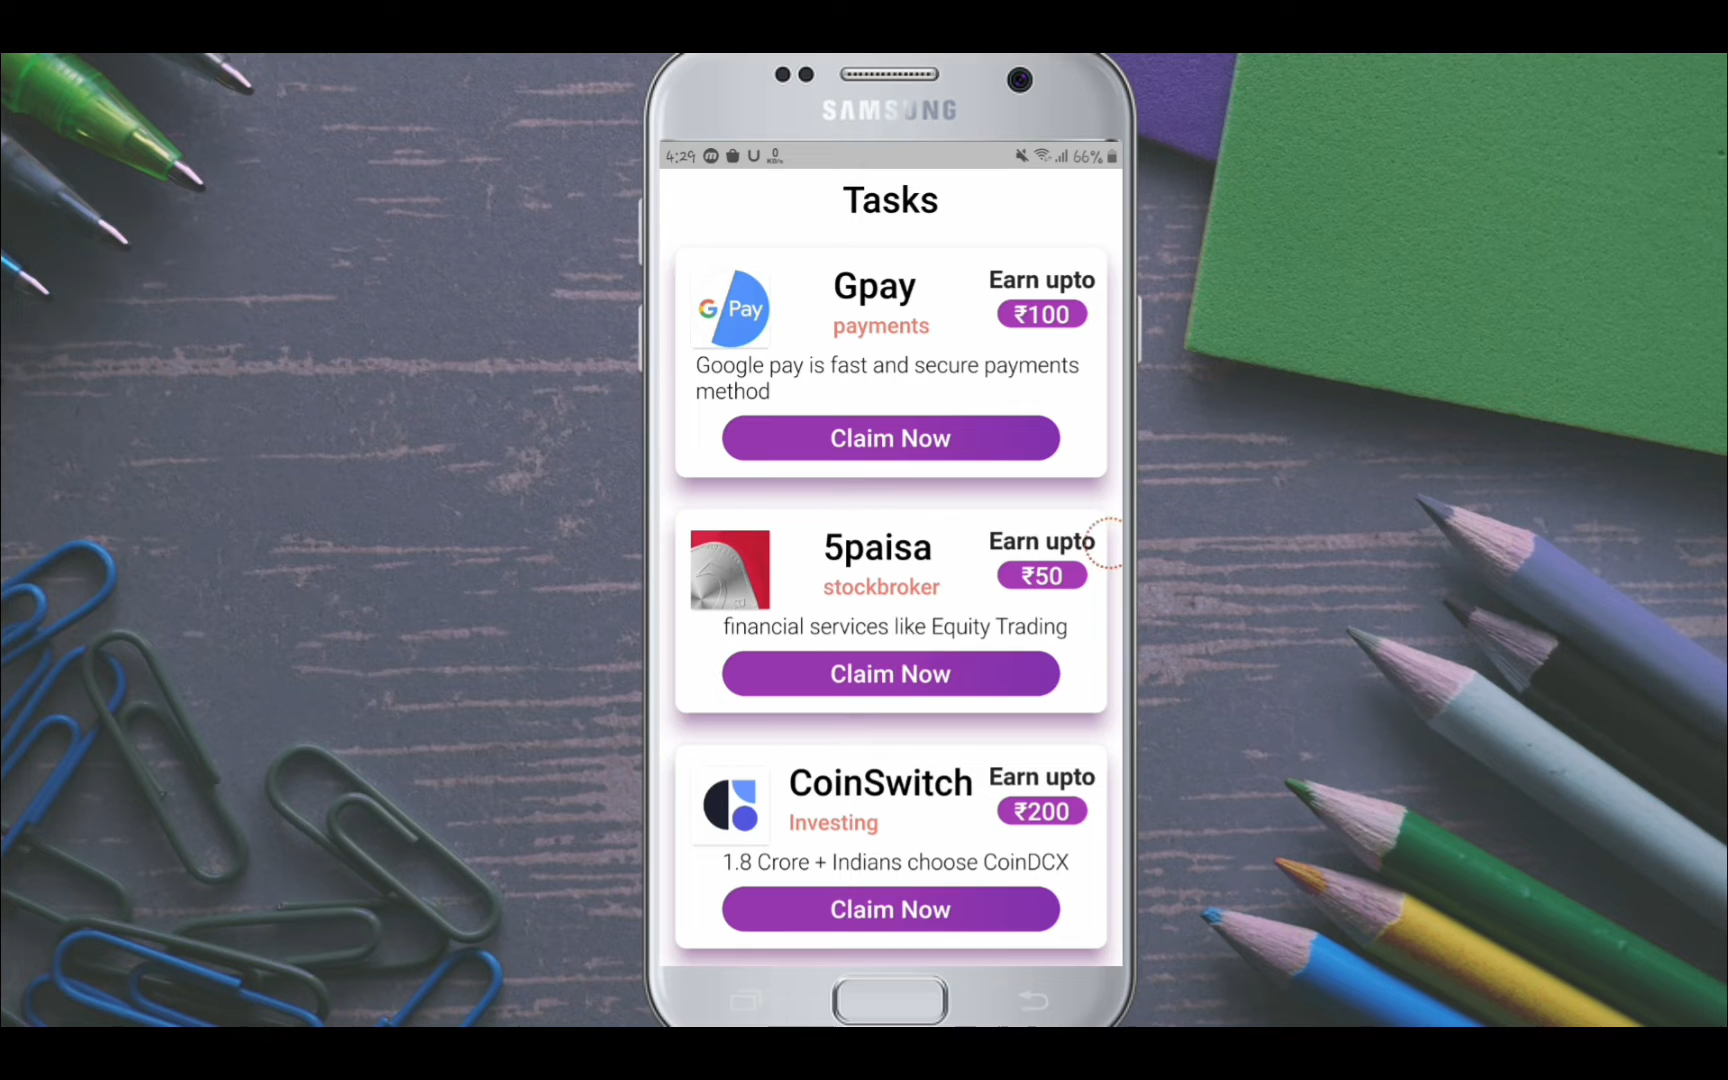 SAMSUNG
4:29 0 KB/s 66%
Tasks
G Pay
Gpay
payments
Earn upto
₹100
Google pay is fast and secure payments
method
Claim Now
5paisa
stockbroker
Earn upto
₹50
financial services like Equity Trading
Claim Now
CoinSwitch
Investing
Earn upto
₹200
1.8 Crore + Indians choose CoinDCX
Claim Now